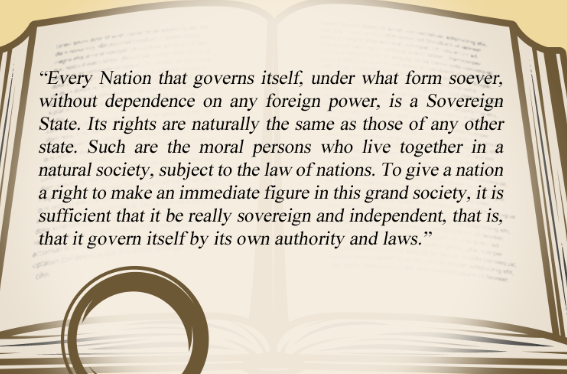 “Every Nation that governs itself, under what form soever,
without dependence on any foreign power, is a Sovereign
State. Its rights are naturally the same as those of any other
state. Such are the moral persons who live together in a
natural society, subject to the law of nations. To give a nation
a right to make an immediate figure in this grand society, it is
sufficient that it be really sovereign and independent, that is,
that it govern itself by its own authority and laws.”